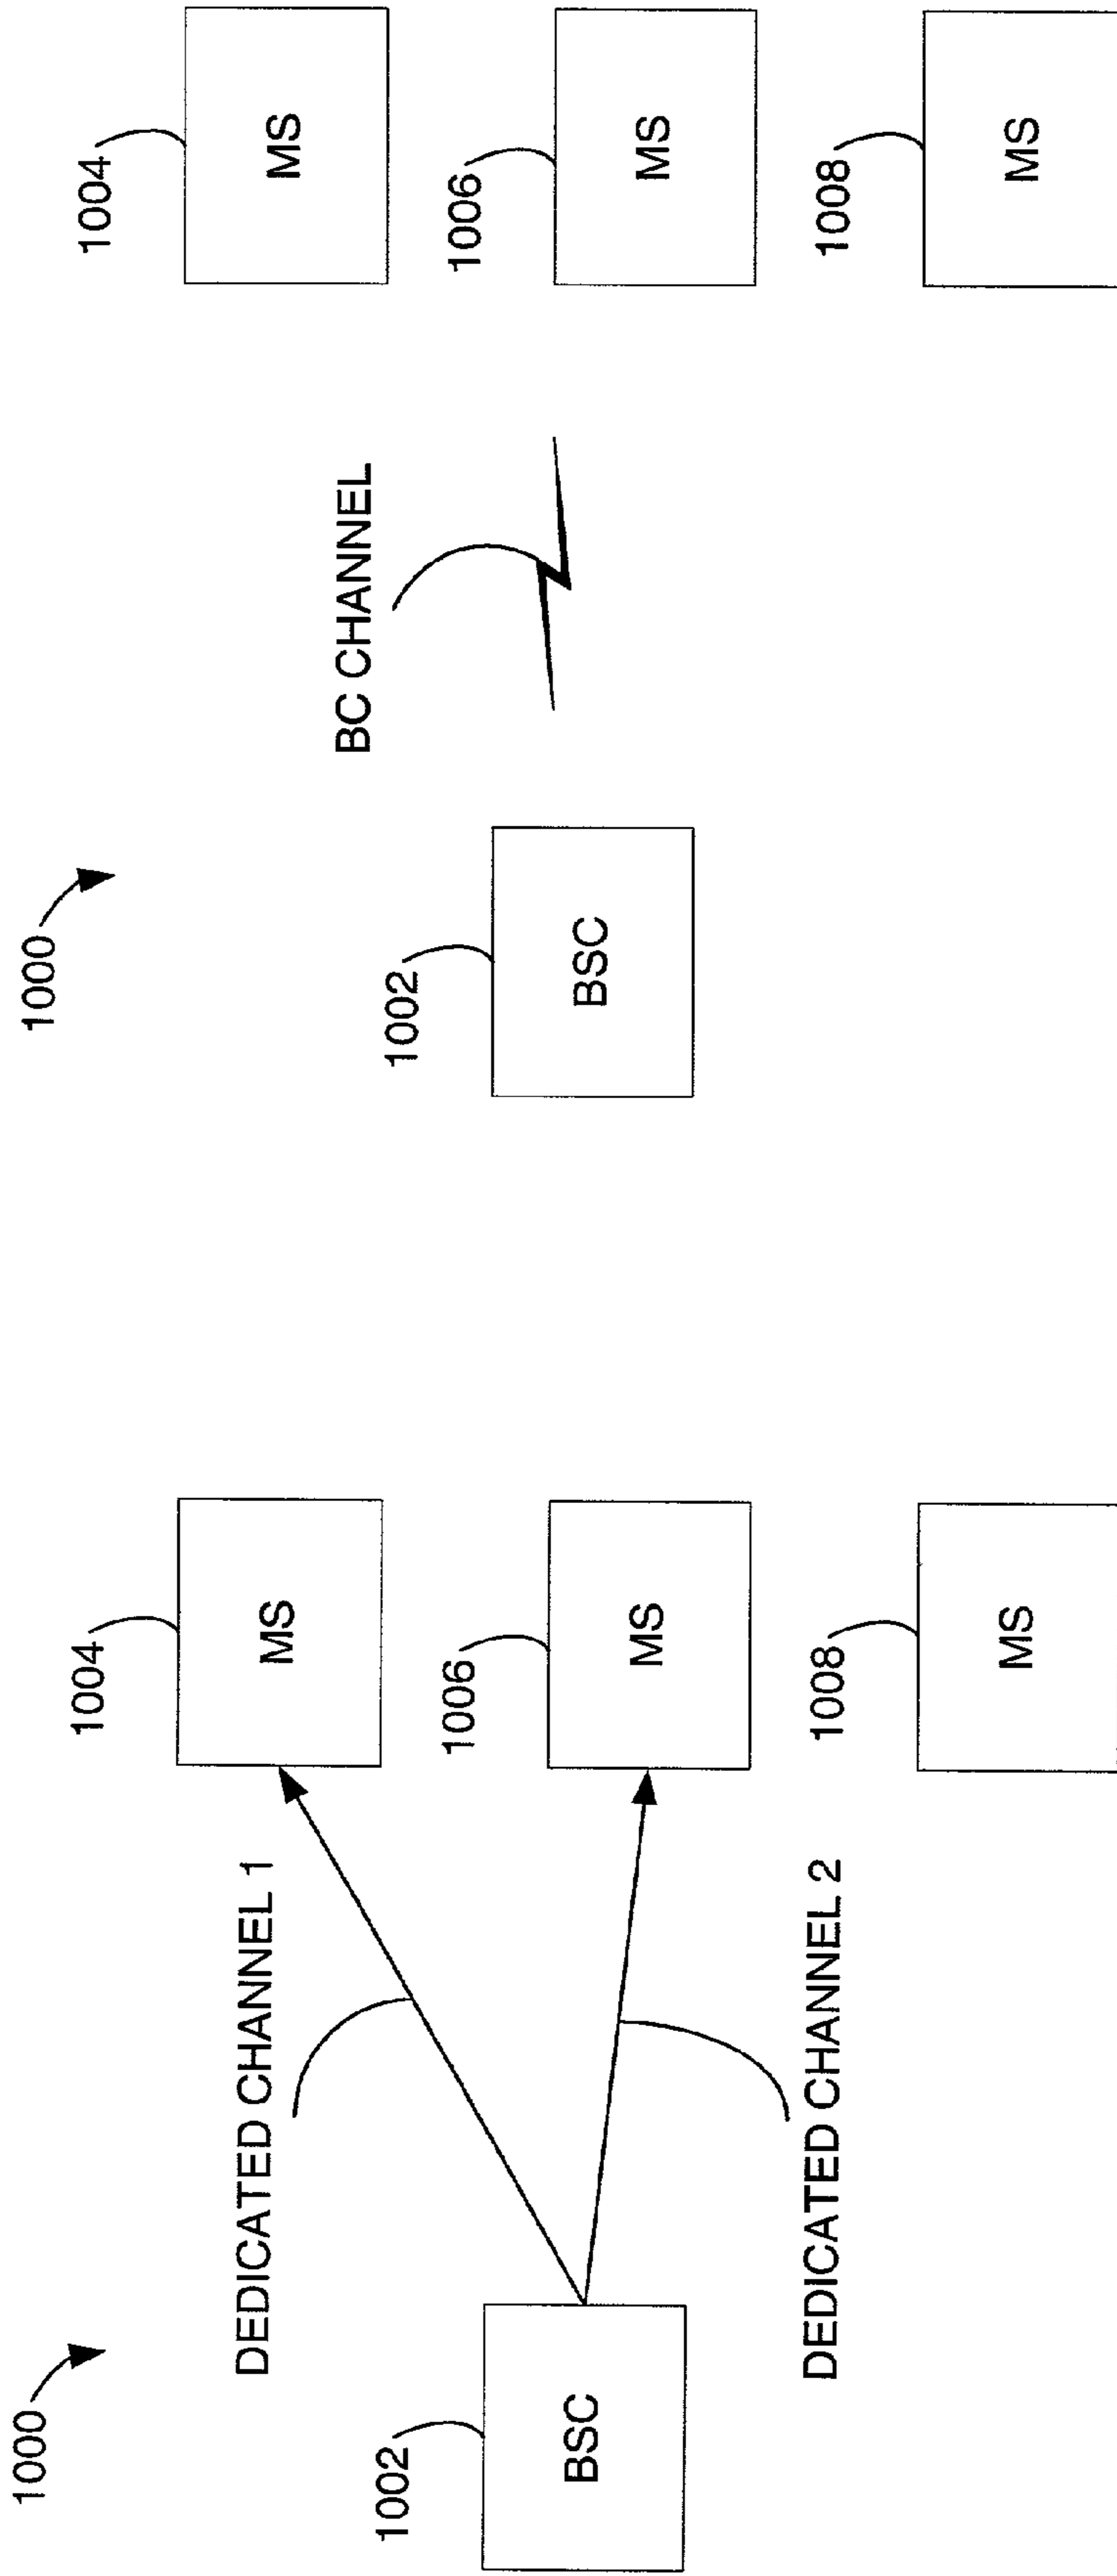 1000
1002
BSC
DEDICATED CHANNEL 1
DEDICATED CHANNEL 2
1004
MS
1006
MS
1008
MS
1000
1002
BSC
BC CHANNEL
1004
MS
1006
MS
1008
MS